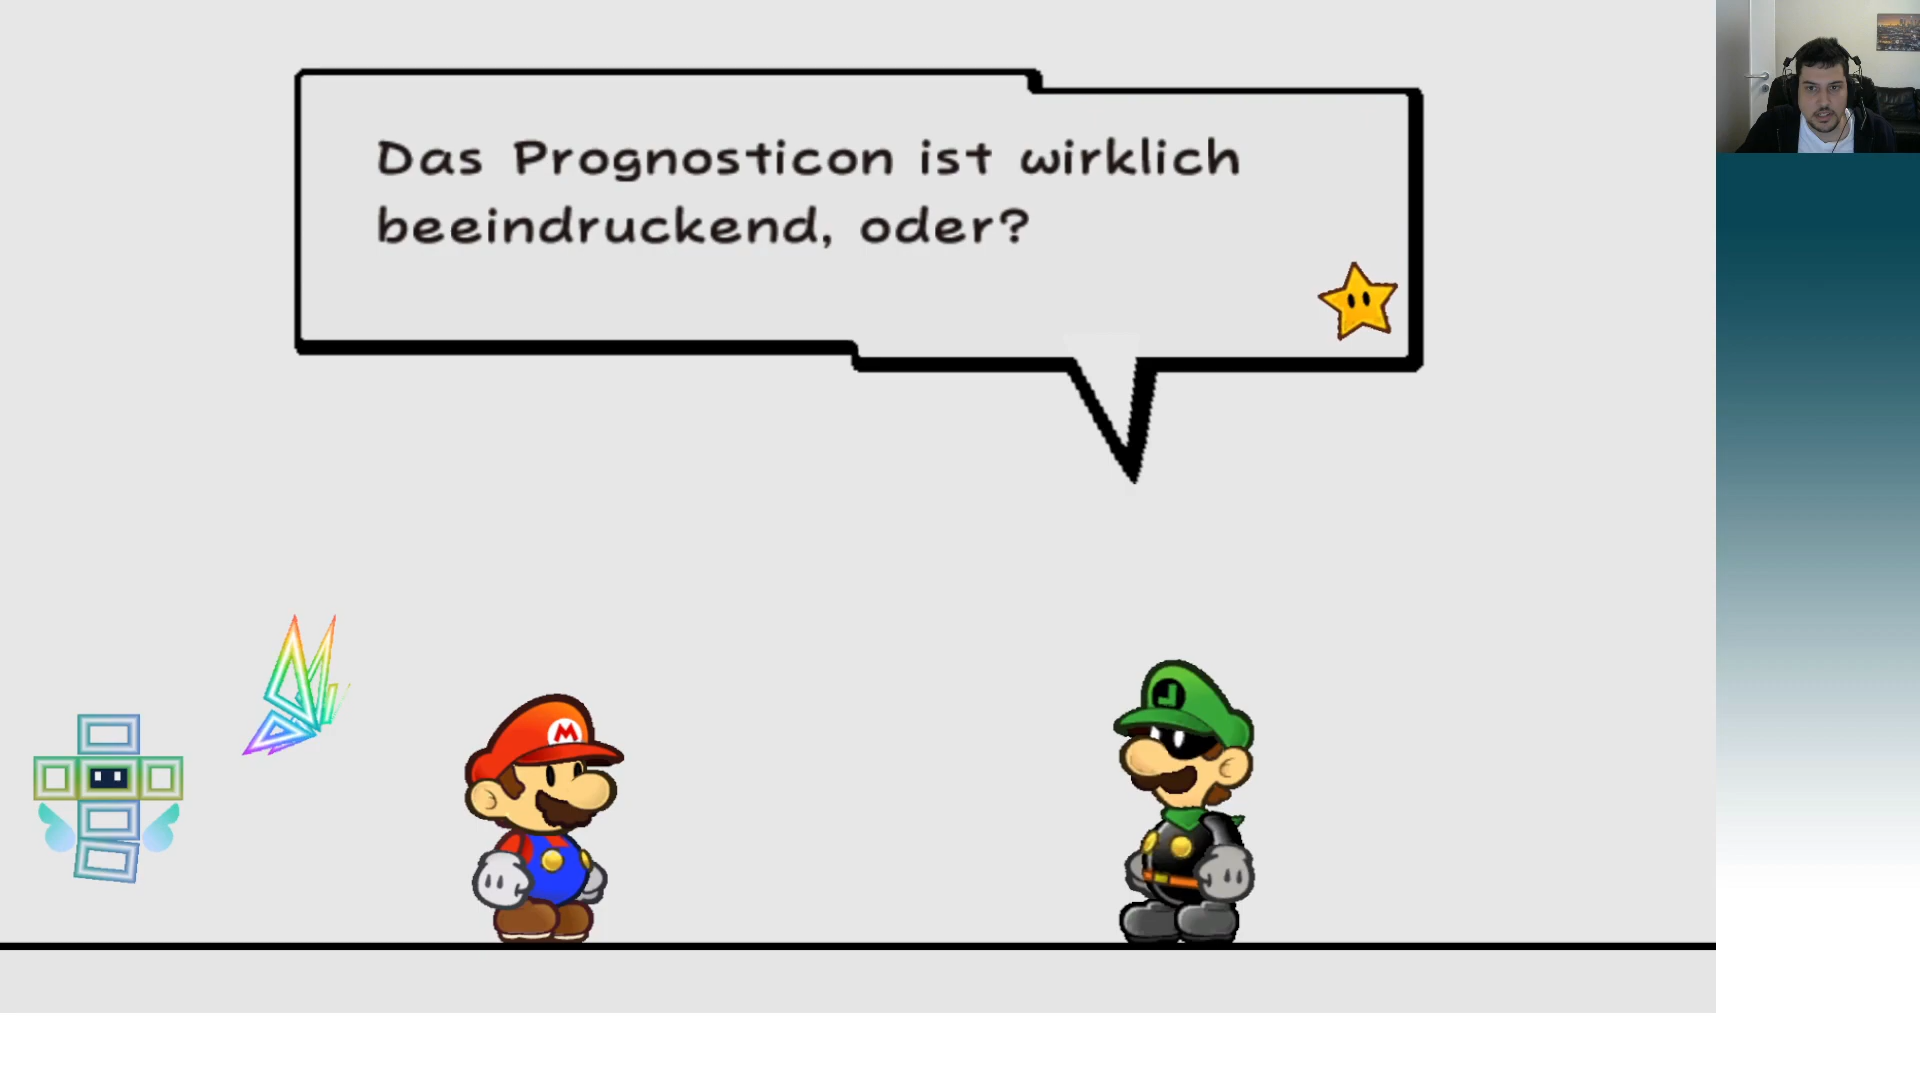 Das Prognosticon ist wirklich
beeindruckend, oder?
M
L